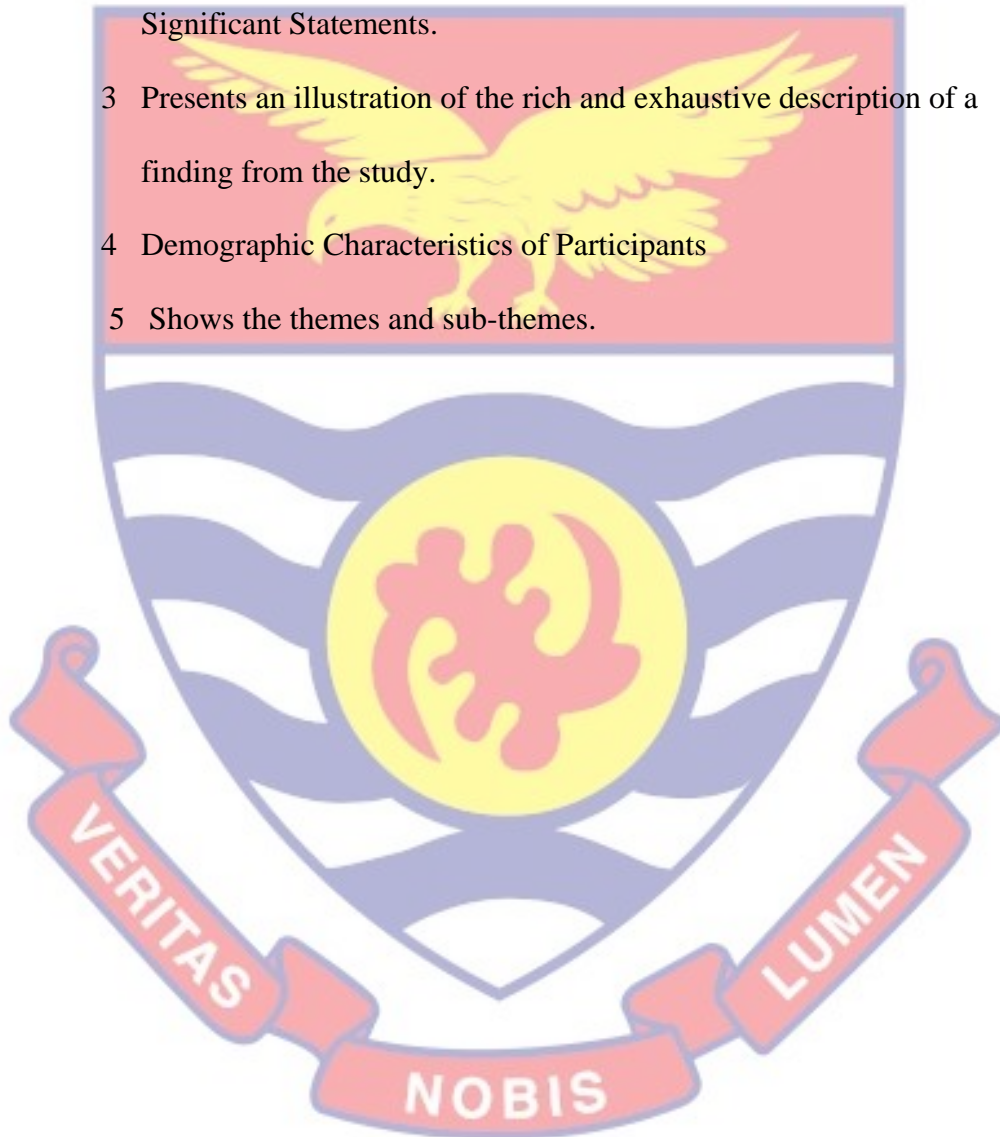 Significant Statements.
3 Presents an illustration of the rich and exhaustive description of a
finding from the study.
4 Demographic Characteristics of Participants
5 Shows the themes and sub-themes.
VERITAS
NOBIS
LUMEN